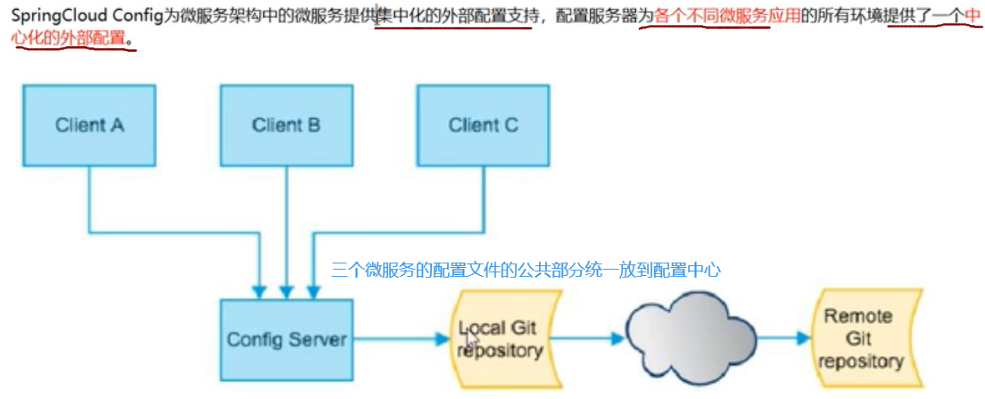 SpringCloud Config为微服务架构中的微服务提供集中化的外部配置支持，配置服务器为各个不同微服务应用的所有环境提供了一个中
心化的外部配置。
Client A
Client B
Client C
三个微服务的配置文件的公共部分统一放到配置中心
Config Server
Local Git
repository
Remote
Git
repository